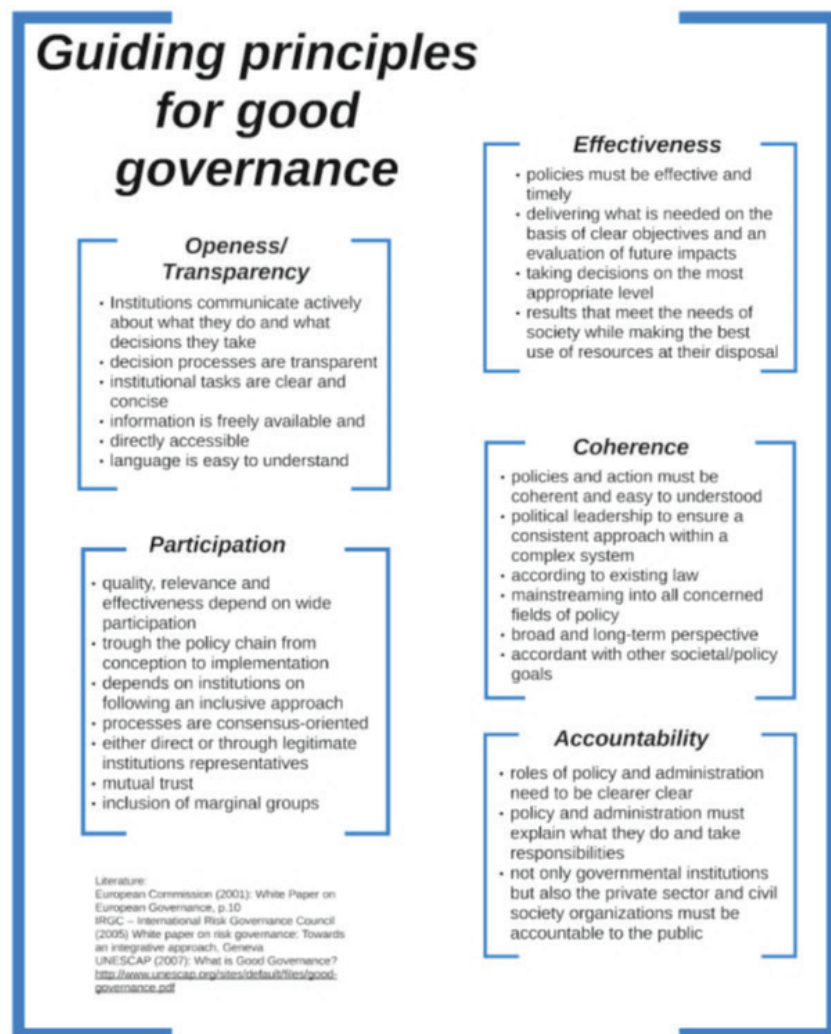 Guiding principles
for good
governance
Openess/
Transparency
• Institutions communicate actively
about what they do and what
decisions they take
• decision processes are transparent
• institutional tasks are clear and
concise
• information is freely available and
• directly accessible
• language is easy to understand
Participation
• quality, relevance and
effectiveness depend on wide
participation
• trough the policy chain from
conception to implementation
• depends on institutions on
following an inclusive approach
• processes are consensus-oriented
• either direct or through legitimate
institutions representatives
• mutual trust
• inclusion of marginal groups
Literature:
European Commission (2001): White Paper on
European Governance, p.10
IRGC – International Risk Governance Council
(2005) White paper on risk governance: Towards
an integrative approach, Geneva
UNESCAP (2007): What is Good Governance?
http://www.unescap.org/sites/default/files/good-
governance.pdf
Effectiveness
• policies must be effective and
timely
• delivering what is needed on the
basis of clear objectives and an
evaluation of future impacts
• taking decisions on the most
appropriate level
• results that meet the needs of
society while making the best
use of resources at their disposal
Coherence
• policies and action must be
coherent and easy to understood
• political leadership to ensure a
consistent approach within a
complex system
• according to existing law
• mainstreaming into all concerned
fields of policy
• broad and long-term perspective
• accordant with other societal/policy
goals
Accountability
• roles of policy and administration
need to be clearer clear
• policy and administration must
explain what they do and take
responsibilities
• not only governmental institutions
but also the private sector and civil
society organizations must be
accountable to the public